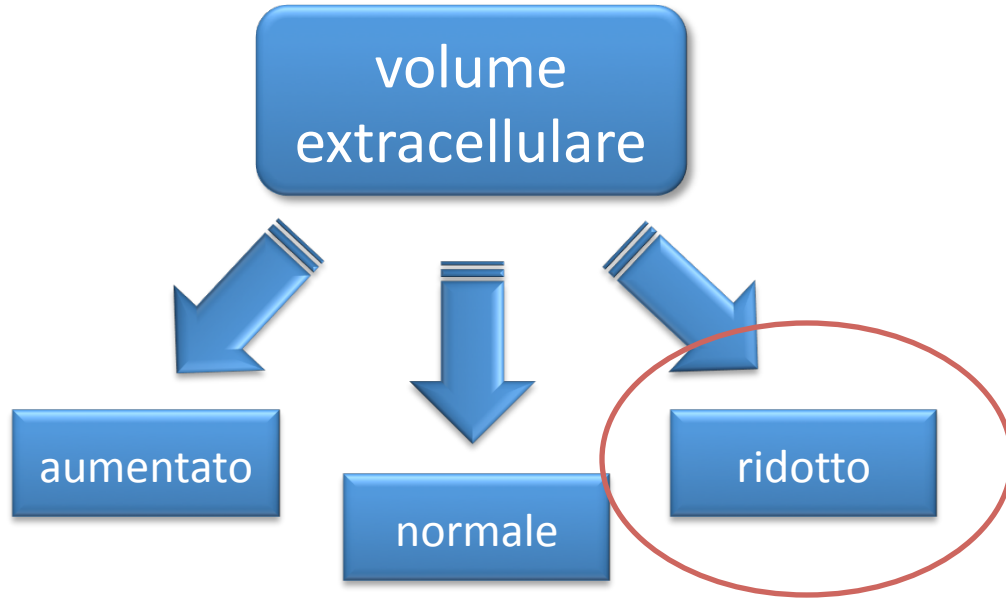 volume
extracellulare
aumentato
normale
ridotto